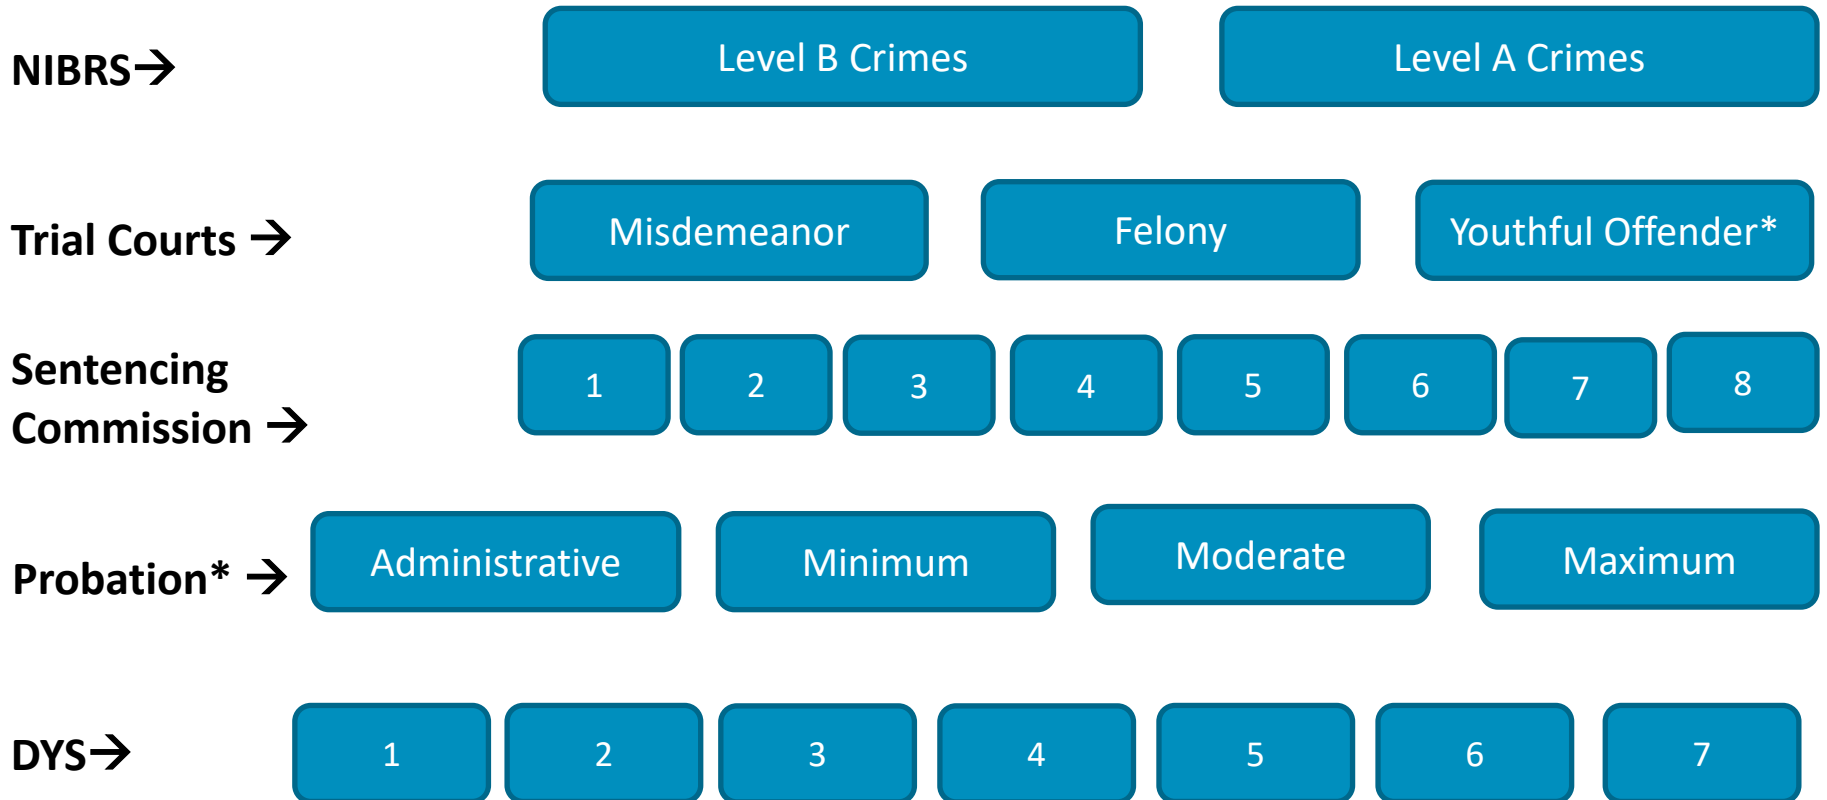 NIBRS→
Level B Crimes
Level A Crimes
Trial Courts →
Misdemeanor
Felony
Youthful Offender*
Sentencing
Commission →
1
2
3
4
5
6
7
8
Probation* →
Administrative
Minimum
Moderate
Maximum
DYS→
1
2
3
4
5
6
7